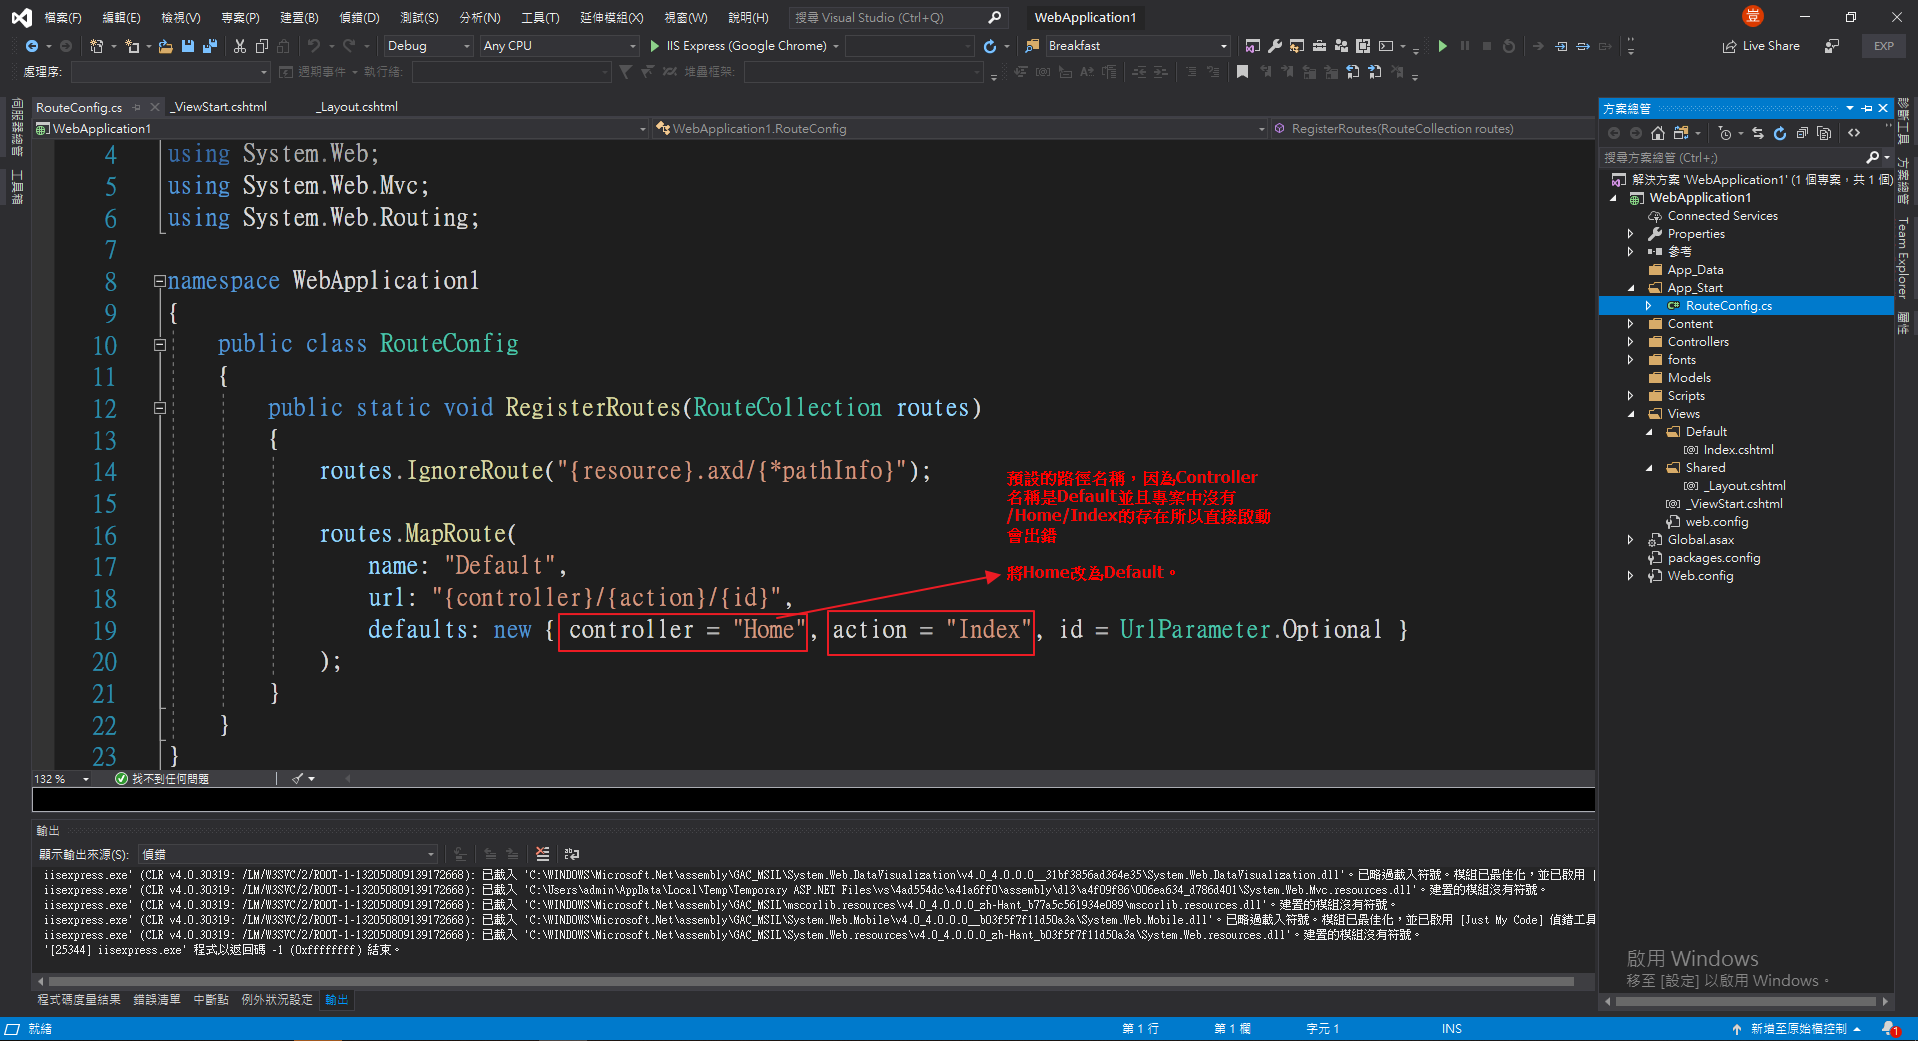 檔案(F) 編輯(E) 檢視(V) 專案(P) 建置(B) 偵錯(D) 測試(S) 分析(N) 工具(T) 延伸模組(X) 視窗(W) 說明(H) 搜尋 Visual Studio (Ctrl+Q) WebApplication1
Debug Any CPU IIS Express (Google Chrome) Breakfast Live Share EXP
處理序: 週期事件 執行緒: 堆疊框架:
RouteConfig.cs _ViewStart.cshtml _Layout.cshtml
WebApplication1 WebApplication1.RouteConfig RegisterRoutes(RouteCollection routes)
伺服器總管
工具箱
4 using System.Web;
5 using System.Web.Mvc;
6 using System.Web.Routing;
7
8 namespace WebApplication1
9 {
10 public class RouteConfig
11 {
12 public static void RegisterRoutes(RouteCollection routes)
13 {
14 routes.IgnoreRoute("{resource}.axd/{*pathInfo}");
15
16 routes.MapRoute(
17 name: "Default",
18 url: "{controller}/{action}/{id}",
19 defaults: new { controller = "Home", action = "Index", id = UrlParameter.Optional }
20 );
21 }
22 }
23 }
預設的路徑名稱，因為Controller
名稱是Default並且專案中沒有
/Home/Index的存在所以直接啟動
會出錯
將Home改為Default。
132 % 找不到任何問題
輸出
顯示輸出來源(S): 偵錯
iisexpress.exe' (CLR v4.0.30319: /LM/W3SVC/2/ROOT-1-132050809139172668): 已載入 'C:\WINDOWS\Microsoft.Net\assembly\GAC_MSIL\System.Web.DataVisualization\v4.0_4.0.0.0__31bf3856ad364e35\System.Web.DataVisualization.dll'。已略過載入符號。模組已最佳化，並已啟用 [
iisexpress.exe' (CLR v4.0.30319: /LM/W3SVC/2/ROOT-1-132050809139172668): 已載入 'C:\Users\admin\AppData\Local\Temp\Temporary ASP.NET Files\vs\4ad554dc\a41a6ff0\assembly\dl3\a4f09f86\006ea634_d786d401\System.Web.Mvc.resources.dll'。建置的模組沒有符號。
iisexpress.exe' (CLR v4.0.30319: /LM/W3SVC/2/ROOT-1-132050809139172668): 已載入 'C:\WINDOWS\Microsoft.Net\assembly\GAC_MSIL\mscorlib.resources\v4.0_4.0.0.0_zh-Hant_b77a5c561934e089\mscorlib.resources.dll'。建置的模組沒有符號。
iisexpress.exe' (CLR v4.0.30319: /LM/W3SVC/2/ROOT-1-132050809139172668): 已載入 'C:\WINDOWS\Microsoft.Net\assembly\GAC_MSIL\System.Web.Mobile\v4.0_4.0.0.0__b03f5f7f11d50a3a\System.Web.Mobile.dll'。已略過載入符號。模組已最佳化，並已啟用 [Just My Code] 偵錯工具
iisexpress.exe' (CLR v4.0.30319: /LM/W3SVC/2/ROOT-1-132050809139172668): 已載入 'C:\WINDOWS\Microsoft.Net\assembly\GAC_MSIL\System.Web.resources\v4.0_4.0.0.0_zh-Hant_b03f5f7f11d50a3a\System.Web.resources.dll'。建置的模組沒有符號。
'[25344] iisexpress.exe' 程式以返回碼 -1 (0xffffffff) 結束。
程式碼度量結果 錯誤清單 中斷點 例外狀況設定 輸出
方案總管
搜尋方案總管 (Ctrl+;)
解決方案 'WebApplication1' (1 個專案，共 1 個)
WebApplication1
Connected Services
Properties
參考
App_Data
App_Start
C# RouteConfig.cs
Content
Controllers
fonts
Models
Scripts
Views
Default
Index.cshtml
Shared
_Layout.cshtml
_ViewStart.cshtml
web.config
Global.asax
packages.config
Web.config
診斷工具
方案總管
Team Explorer
屬性
啟用 Windows
移至 [設定] 以啟用 Windows。
就緒 第 1 行 第 1 欄 字元 1 INS 新增至原始檔控制 1